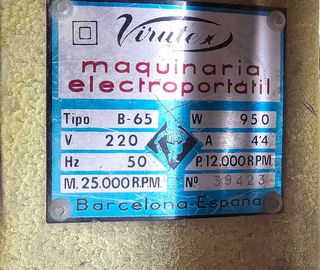 Virutex
maquinaria
electroportátil
Tipo B-65 W 950
V 220 A 4'4
Hz 50 P. 12.000 R.P.M
M. 25.000 R.P.M. Nº 39423
Barcelona-España